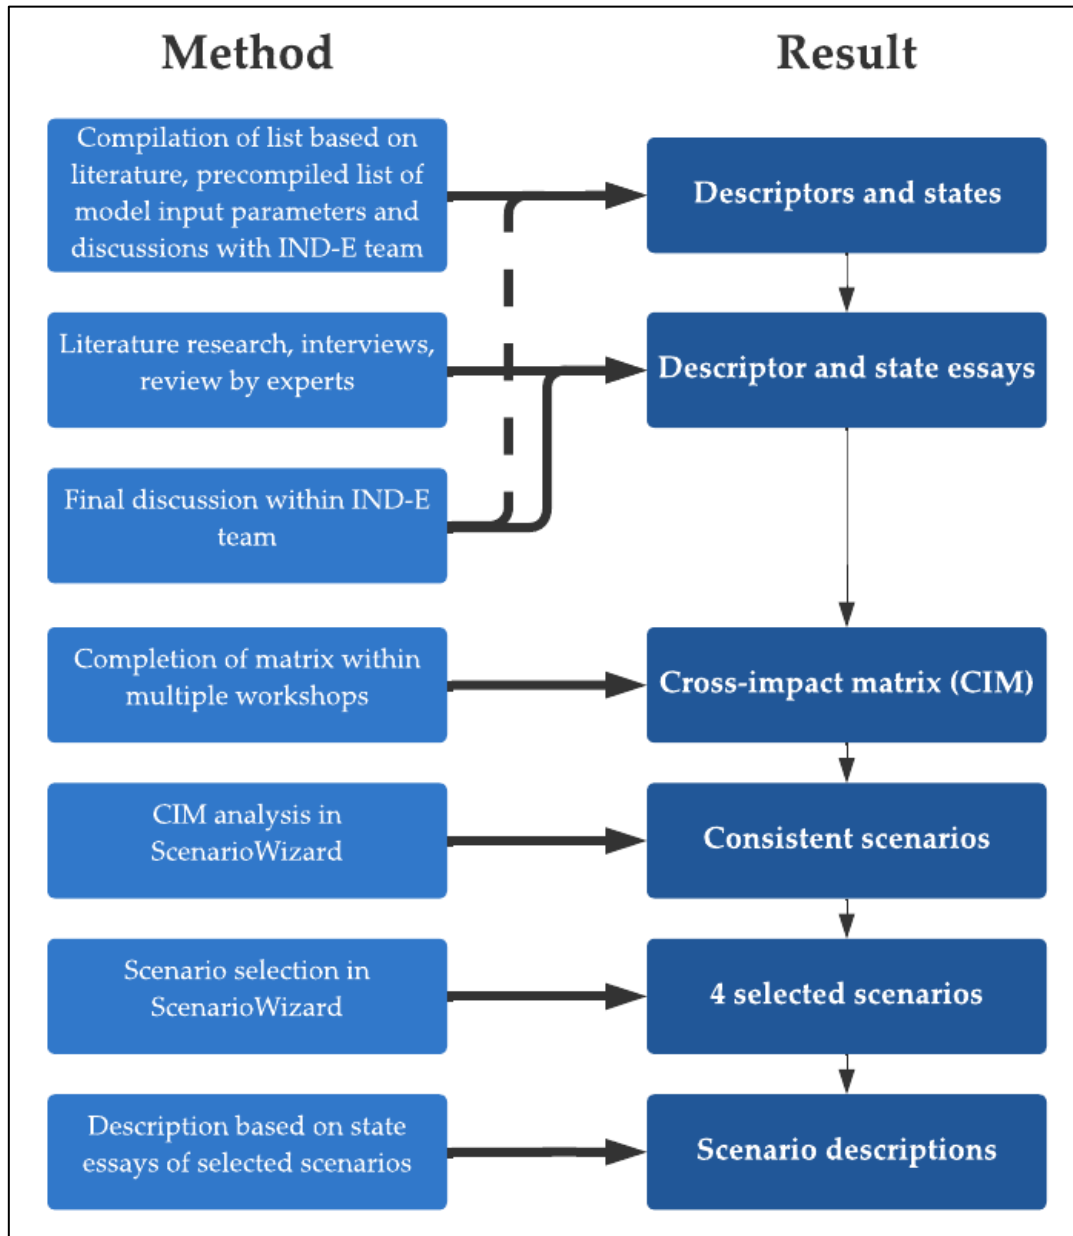 Method
Result
Compilation of list based on
literature, precompiled list of
model input parameters and
discussions with IND-E team
Descriptors and states
Literature research, interviews,
review by experts
Descriptor and state essays
Final discussion within IND-E
team
Completion of matrix within
multiple workshops
Cross-impact matrix (CIM)
CIM analysis in
ScenarioWizard
Consistent scenarios
Scenario selection in
ScenarioWizard
4 selected scenarios
Description based on state
essays of selected scenarios
Scenario descriptions